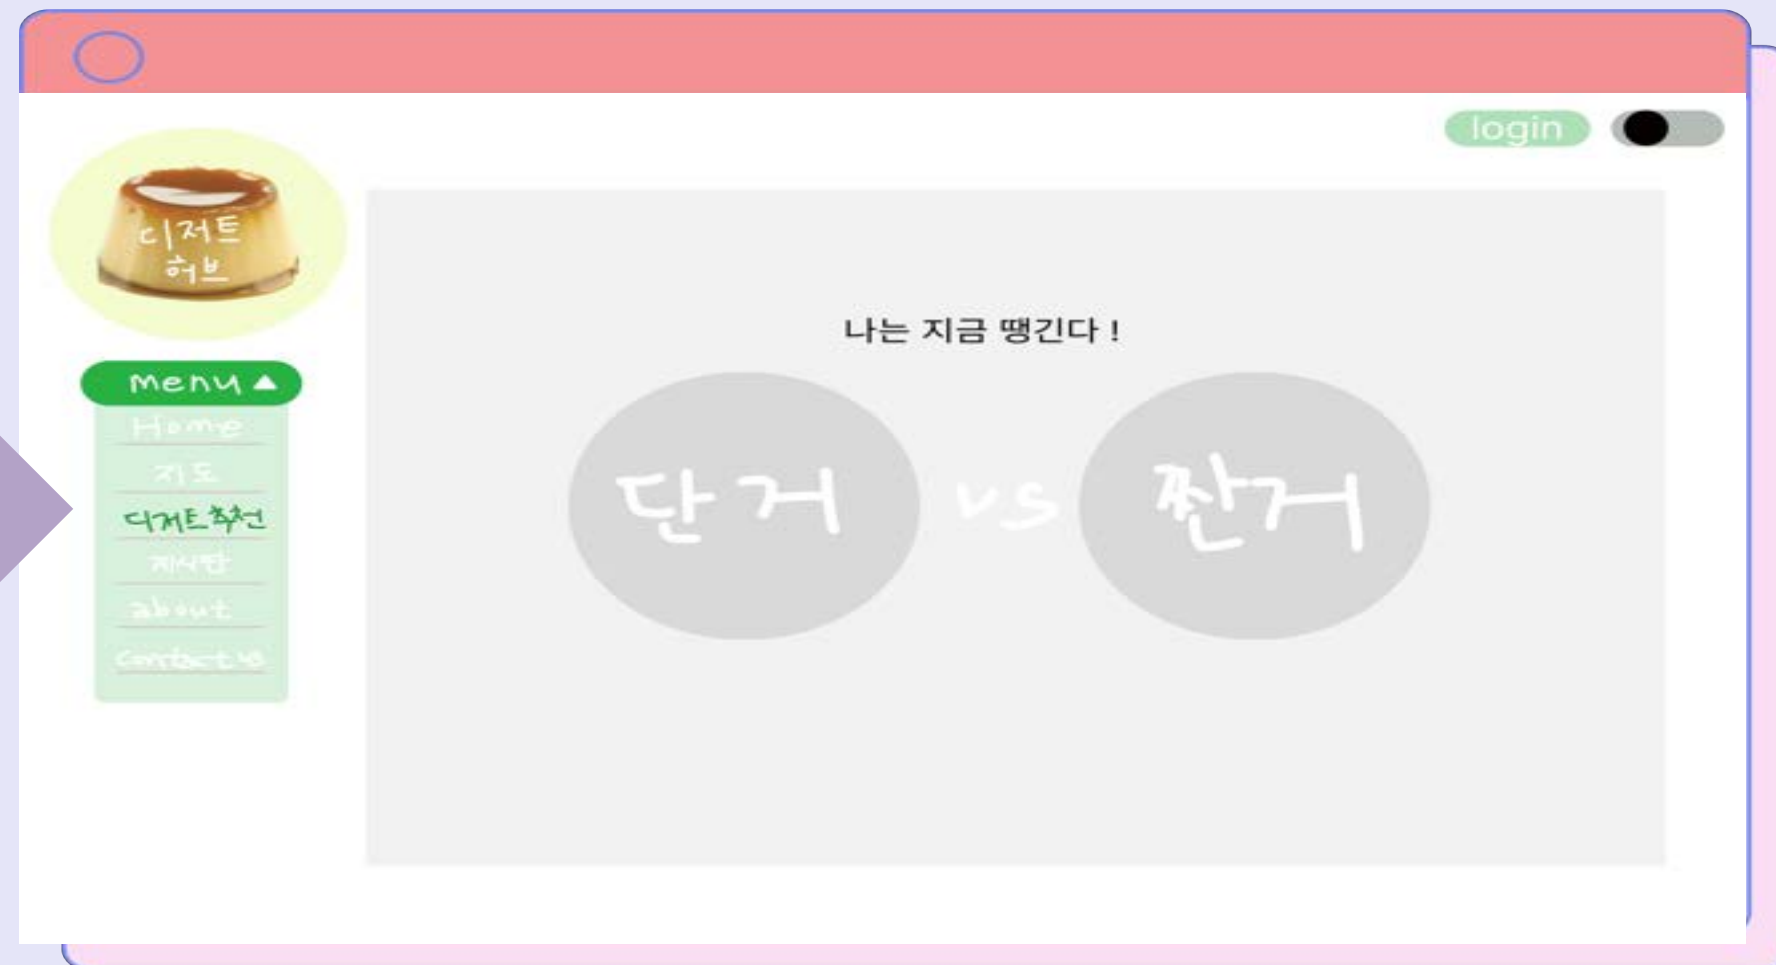 login
디저트
허브
나는 지금 땡긴다 !
menu ▲
Home
지도
디저트추천
게시판
about
contact us
단거 vs 짠거